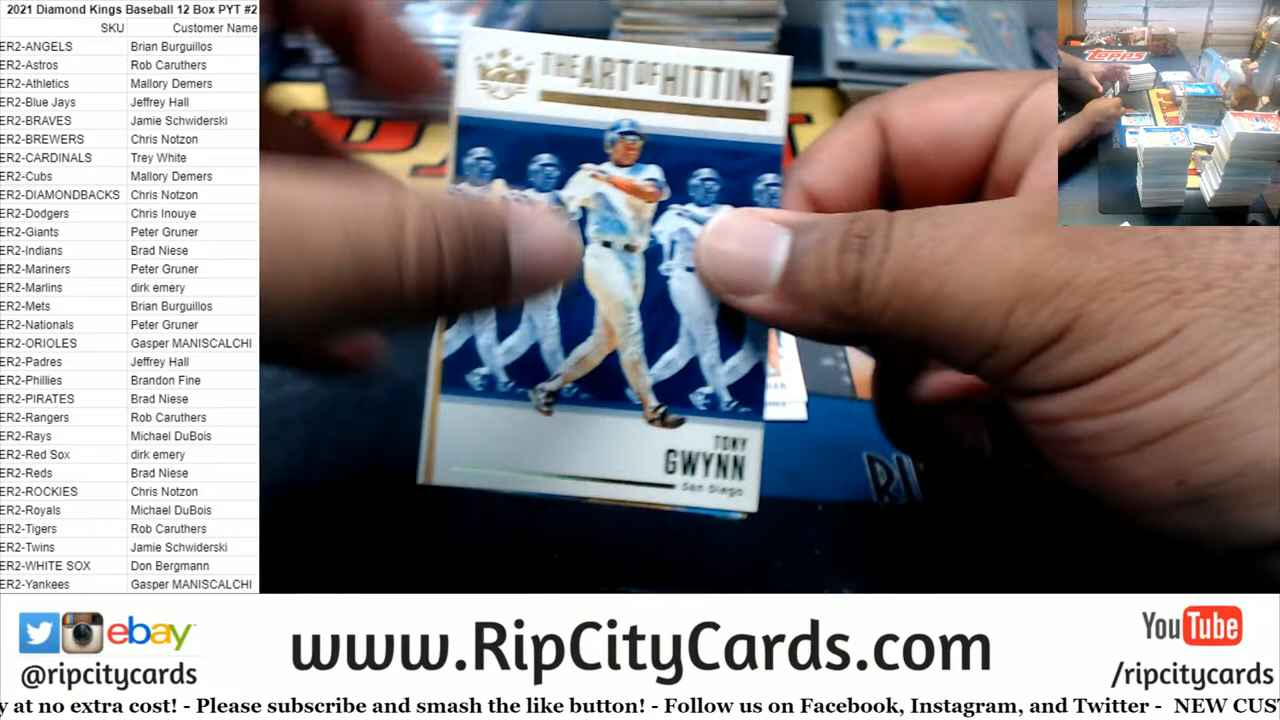 2021 Diamond Kings Baseball 12 Box PYT #2
SKU Customer Name
ER2-ANGELS Brian Burguillos
ER2-Astros Rob Caruthers
ER2-Athletics Mallory Demers
ER2-Blue Jays Jeffrey Hall
ER2-BRAVES Jamie Schwiderski
ER2-BREWERS Chris Notzon
ER2-CARDINALS Trey White
ER2-Cubs Mallory Demers
ER2-DIAMONDBACKS Chris Notzon
ER2-Dodgers Chris Inouye
ER2-Giants Peter Gruner
ER2-Indians Brad Niese
ER2-Mariners Peter Gruner
ER2-Marlins dirk emery
ER2-Mets Brian Burguillos
ER2-Nationals Peter Gruner
ER2-ORIOLES Gasper MANISCALCHI
ER2-Padres Jeffrey Hall
ER2-Phillies Brandon Fine
ER2-PIRATES Brad Niese
ER2-Rangers Rob Caruthers
ER2-Rays Michael DuBois
ER2-Red Sox dirk emery
ER2-Reds Brad Niese
ER2-ROCKIES Chris Notzon
ER2-Royals Michael DuBois
ER2-Tigers Rob Caruthers
ER2-Twins Jamie Schwiderski
ER2-WHITE SOX Don Bergmann
ER2-Yankees Gasper MANISCALCHI
THE ART OF HITTING
TONY
GWYNN
San Diego
RI
topps
ebay
@ripcitycards
www.RipCityCards.com
YouTube
/ripcitycards
y at no extra cost! - Please subscribe and smash the like button! - Follow us on Facebook, Instagram, and Twitter - NEW CUS